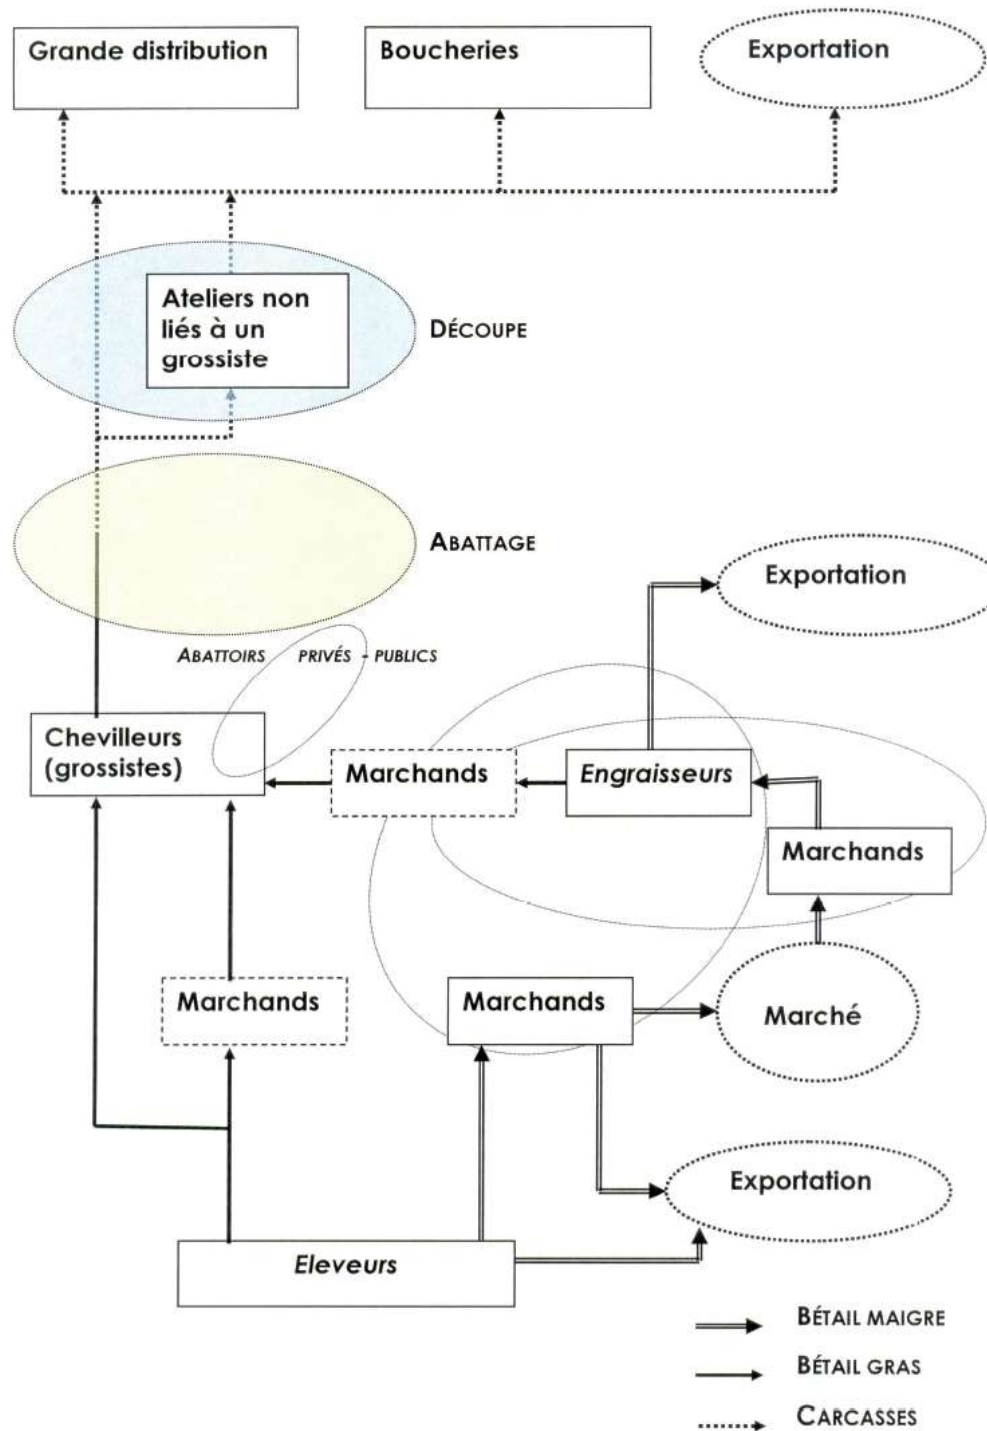 Grande distribution
Boucheries
Exportation
Ateliers non
liés à un
grossiste
DÉCOUPE
ABATTAGE
Exportation
ABATTOIRS PRIVÉS - PUBLICS
Chevilleurs
(grossistes)
Marchands
Engraisseurs
Marchands
Marchands
Marchands
Marché
Exportation
Eleveurs
BÉTAIL MAIGRE
BÉTAIL GRAS
CARCASSES